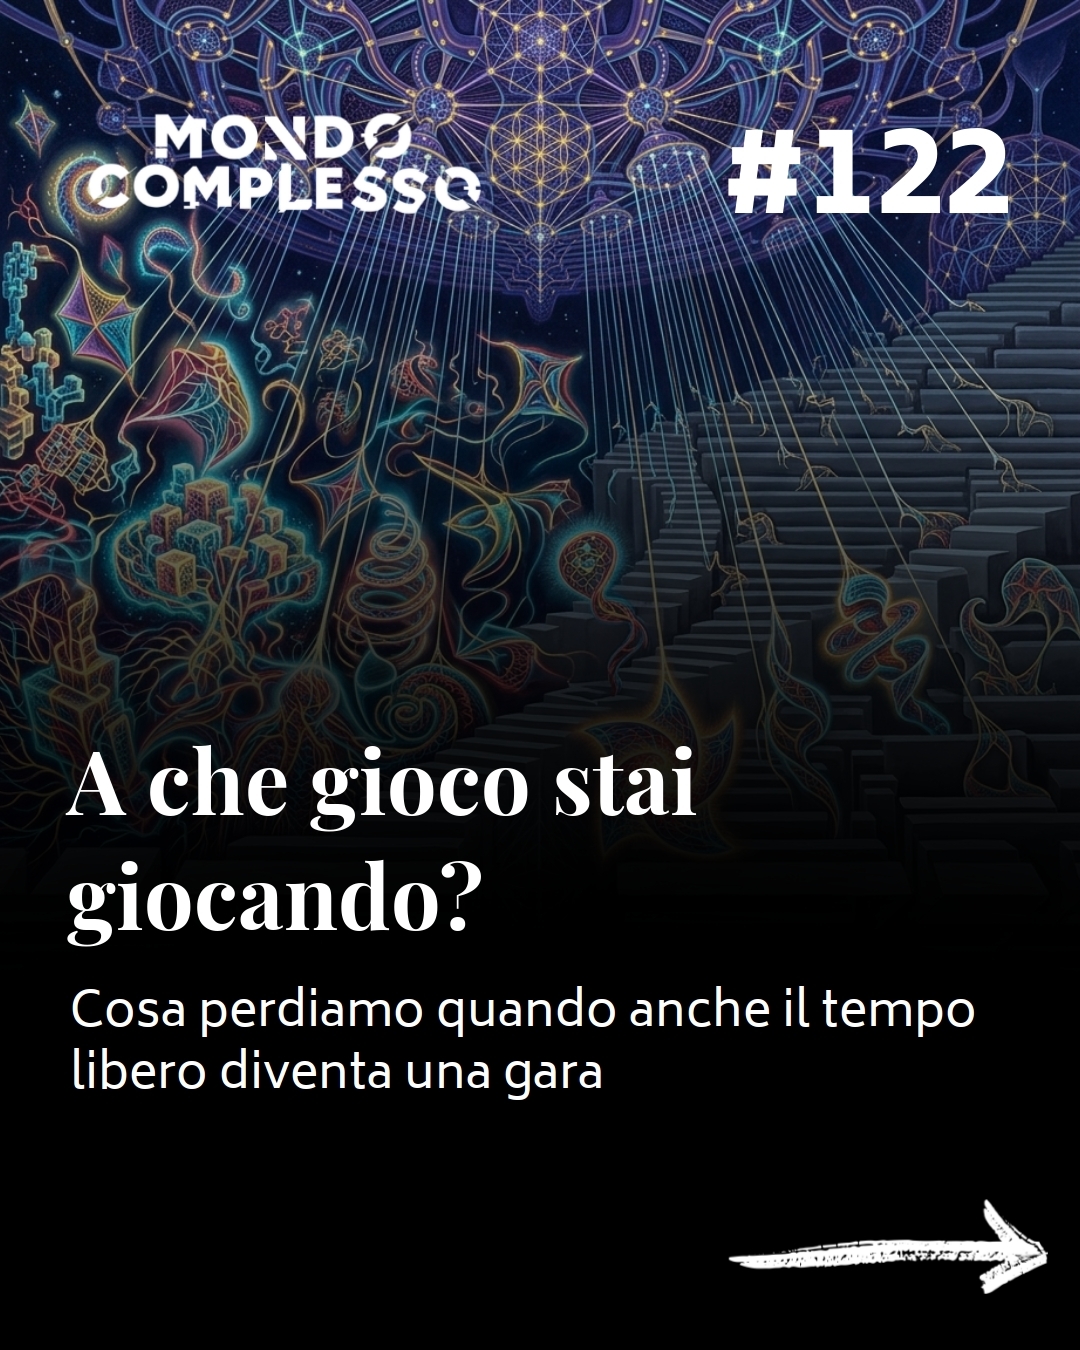 MONDO
COMPLESSO
#122
A che gioco stai
giocando?
Cosa perdiamo quando anche il tempo
libero diventa una gara